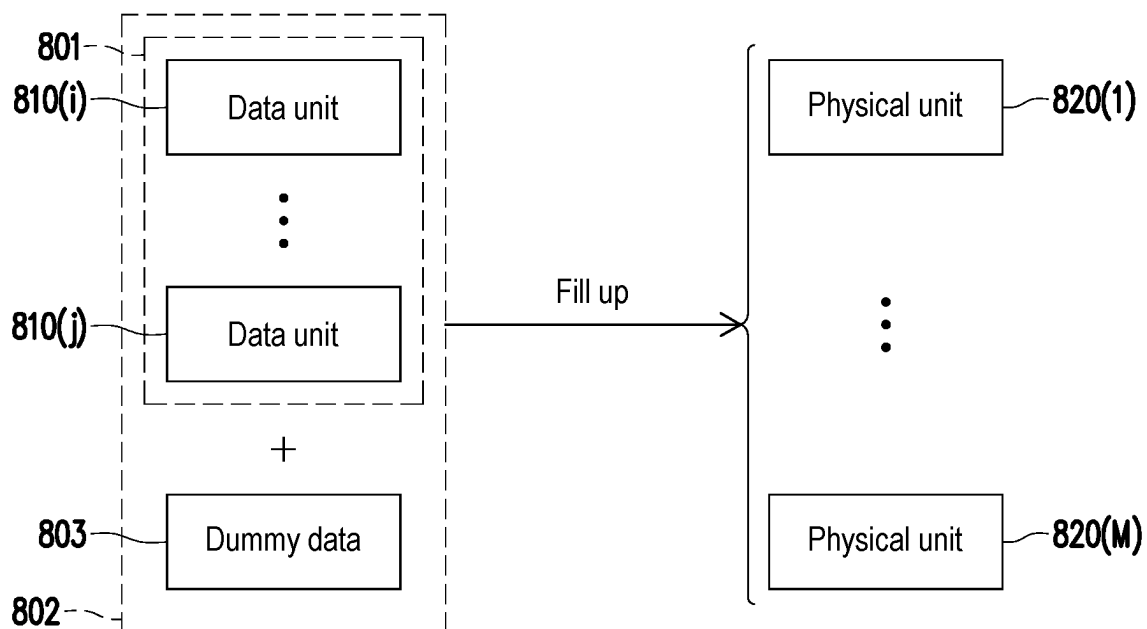 801
810(i)
Data unit
810(j)
Data unit
+
803
Dummy data
802
Fill up
Physical unit
820(1)
Physical unit
820(M)